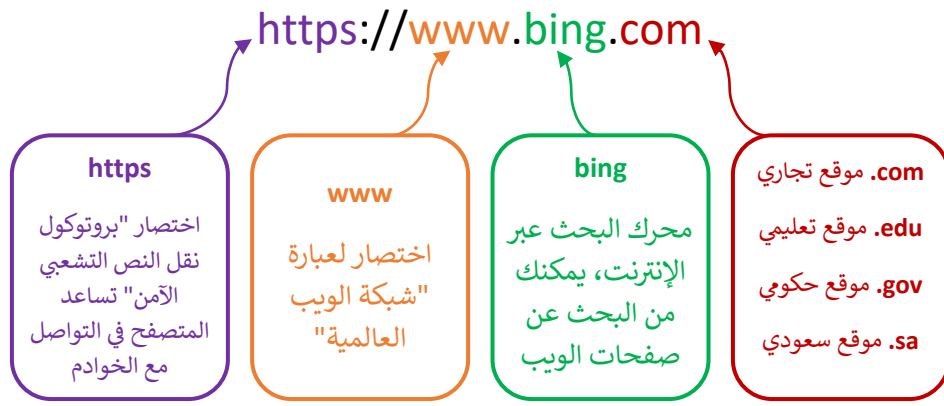 https://www.bing.com
https
اختصار "بروتوكول
نقل النص التشعبي
الآمن" تساعد
المتصفح في التواصل
مع الخوادم
www
اختصار لعبارة
"شبكة الويب
العالمية"
bing
محرك البحث عبر
الإنترنت، يمكنك
من البحث عن
صفحات الويب
.com موقع تجاري
.edu موقع تعليمي
.gov موقع حكومي
.sa موقع سعودي